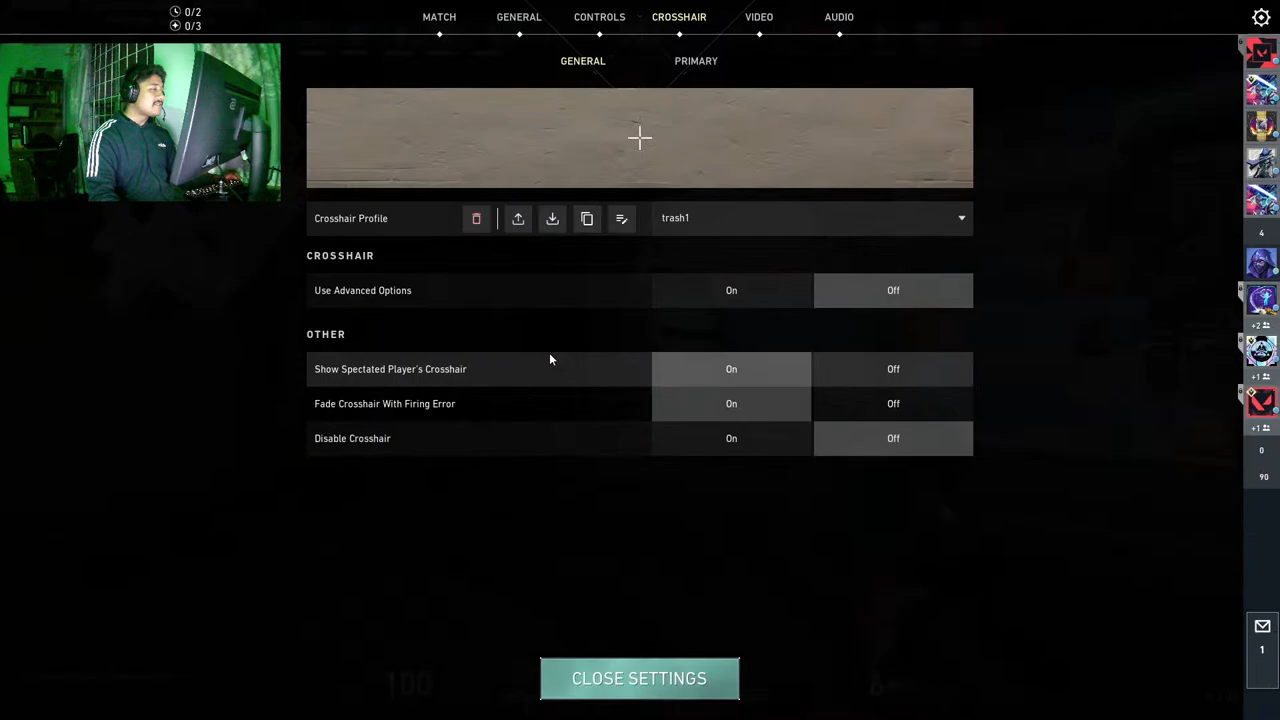 0/2
0/3
MATCH GENERAL CONTROLS CROSSHAIR VIDEO AUDIO
GENERAL PRIMARY
Crosshair Profile trash1
CROSSHAIR
Use Advanced Options On Off
OTHER
Show Spectated Player's Crosshair On Off
Fade Crosshair With Firing Error On Off
Disable Crosshair On Off
CLOSE SETTINGS
100
4
+2
+1
+1
0
90
1